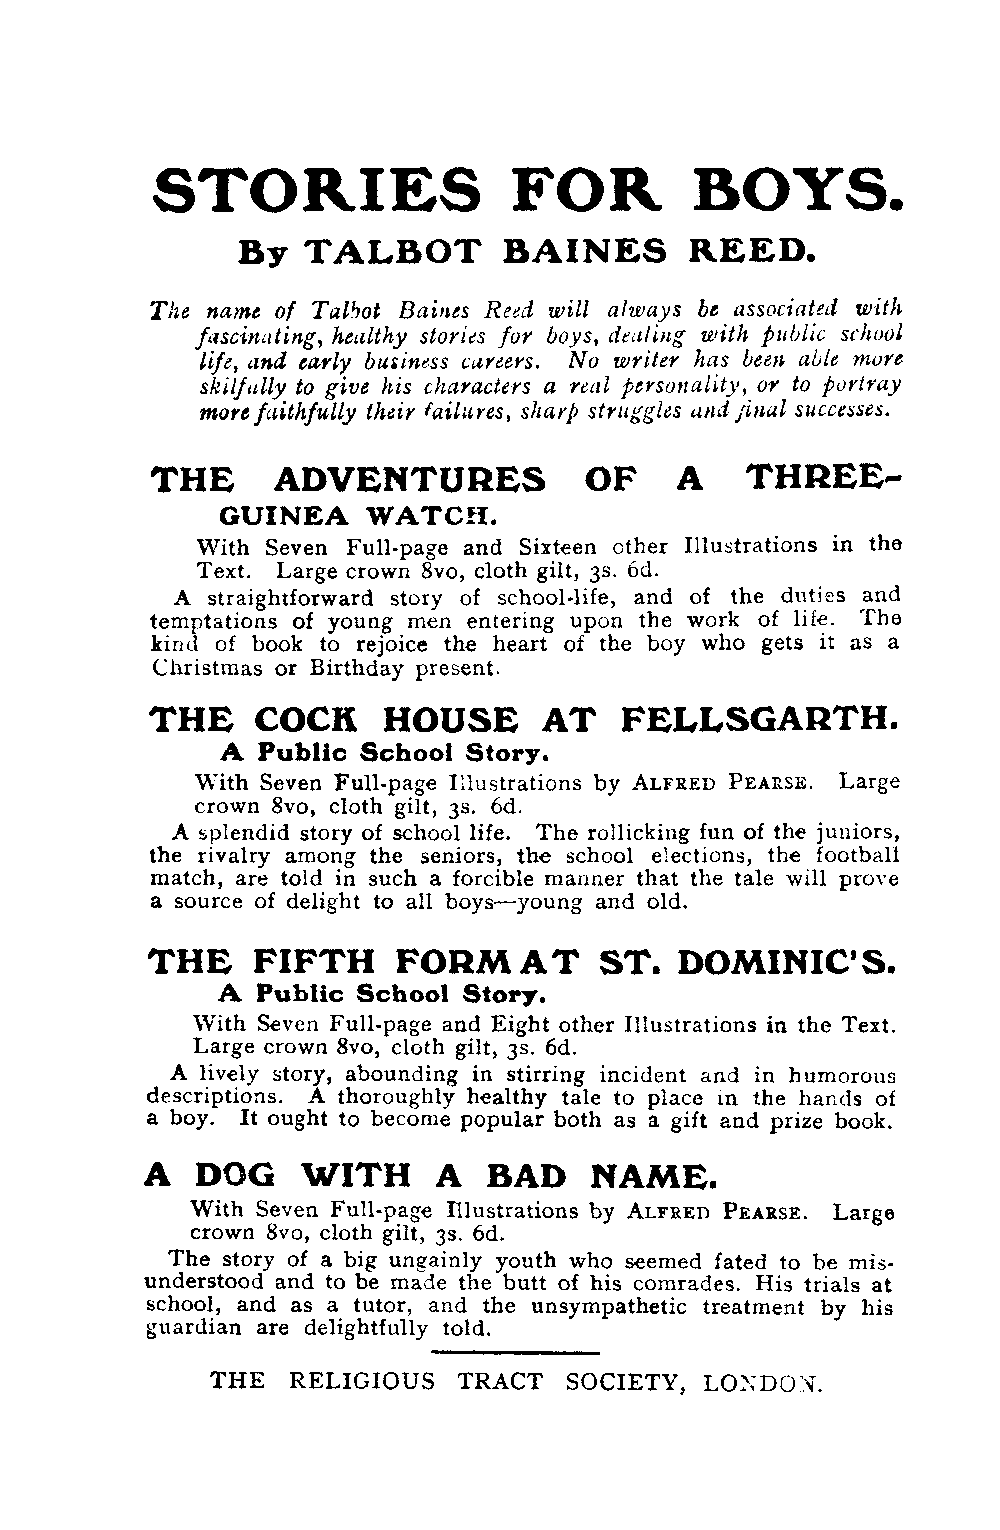 STORIES FOR BOYS.
By TALBOT BAINES REED.
The name of Talbot Baines Reed will always be associated with
fascinating, healthy stories for boys, dealing with public school
life, and early business careers. No writer has been able more
skilfully to give his characters a real personality, or to portray
more faithfully their failures, sharp struggles and final successes.
THE ADVENTURES OF A THREE-
GUINEA WATCH.
With Seven Full-page and Sixteen other Illustrations in the
Text. Large crown 8vo, cloth gilt, 3s. 6d.
A straightforward story of school-life, and of the duties and
temptations of young men entering upon the work of life. The
kind of book to rejoice the heart of the boy who gets it as a
Christmas or Birthday present.
THE COCK HOUSE AT FELLSGARTH.
A Public School Story.
With Seven Full-page Illustrations by ALFRED PEARSE. Large
crown 8vo, cloth gilt, 3s. 6d.
A splendid story of school life. The rollicking fun of the juniors,
the rivalry among the seniors, the school elections, the football
match, are told in such a forcible manner that the tale will prove
a source of delight to all boys—young and old.
THE FIFTH FORM AT ST. DOMINIC'S.
A Public School Story.
With Seven Full-page and Eight other Illustrations in the Text.
Large crown 8vo, cloth gilt, 3s. 6d.
A lively story, abounding in stirring incident and in humorous
descriptions. A thoroughly healthy tale to place in the hands of
a boy. It ought to become popular both as a gift and prize book.
A DOG WITH A BAD NAME.
With Seven Full-page Illustrations by ALFRED PEARSE. Large
crown 8vo, cloth gilt, 3s. 6d.
The story of a big ungainly youth who seemed fated to be mis-
understood and to be made the butt of his comrades. His trials at
school, and as a tutor, and the unsympathetic treatment by his
guardian are delightfully told.
THE RELIGIOUS TRACT SOCIETY, LONDON.